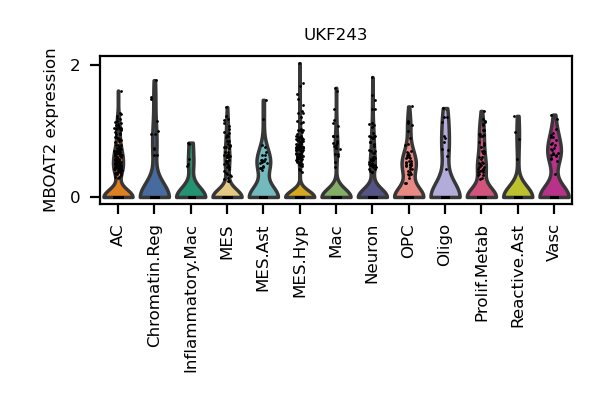 UKF243
MBOAT2 expression
2
0
AC
Chromatin.Reg
Inflammatory.Mac
MES
MES.Ast
MES.Hyp
Mac
Neuron
OPC
Oligo
Prolif.Metab
Reactive.Ast
Vasc